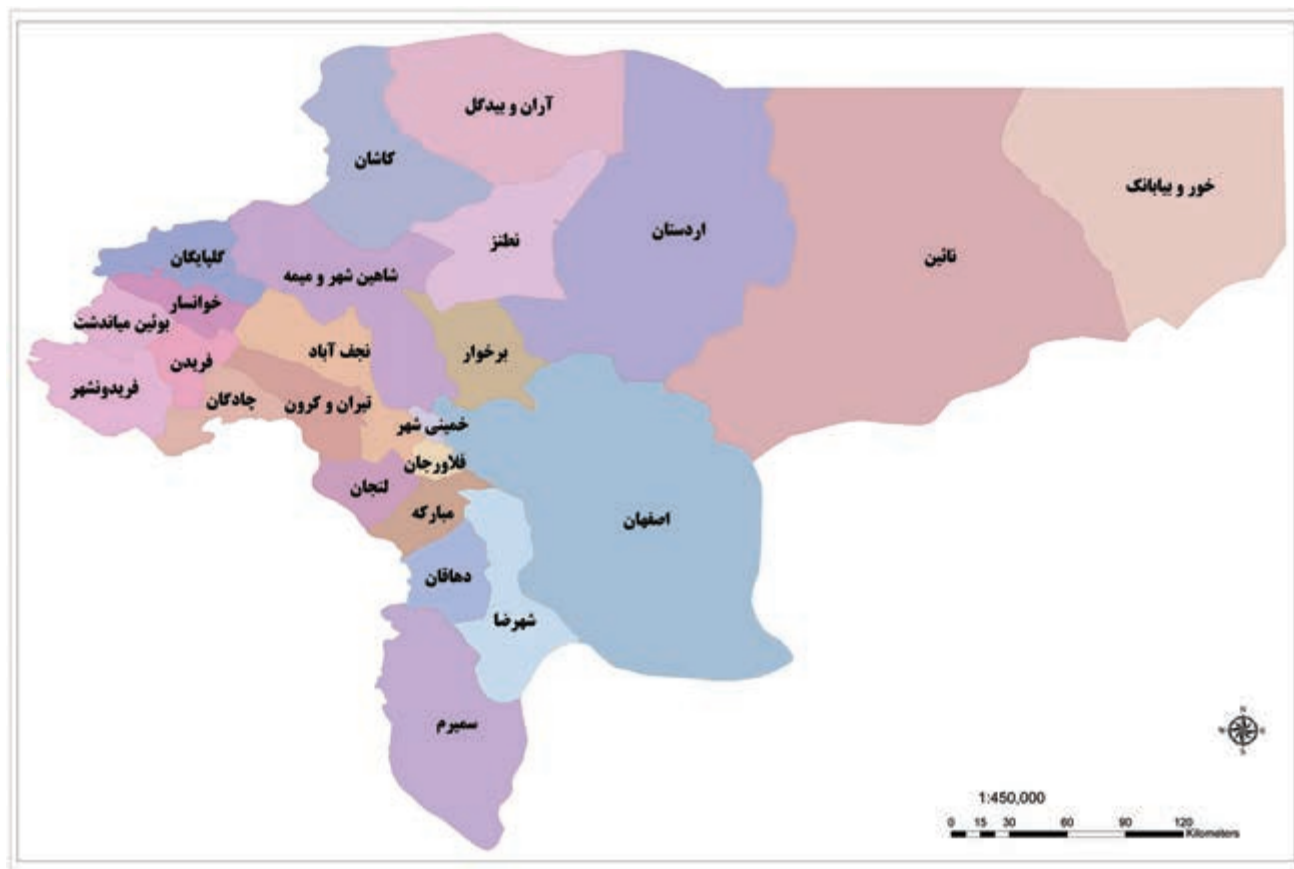 آران و بیدگل
کاشان
خور و بیابانک
نطنز
اردستان
نائین
گلپایگان
شاهین شهر و میمه
خوانسار
بوئین میاندشت
نجف آباد
برخوار
فریدن
فریدونشهر
چادگان
تیران و کرون
خمینی شهر
فلاورجان
لنجان
مبارکه
اصفهان
دهاقان
شهرضا
سمیرم
N
W
E
S
1:450,000
0 15 30 60 90 120
Kilometers